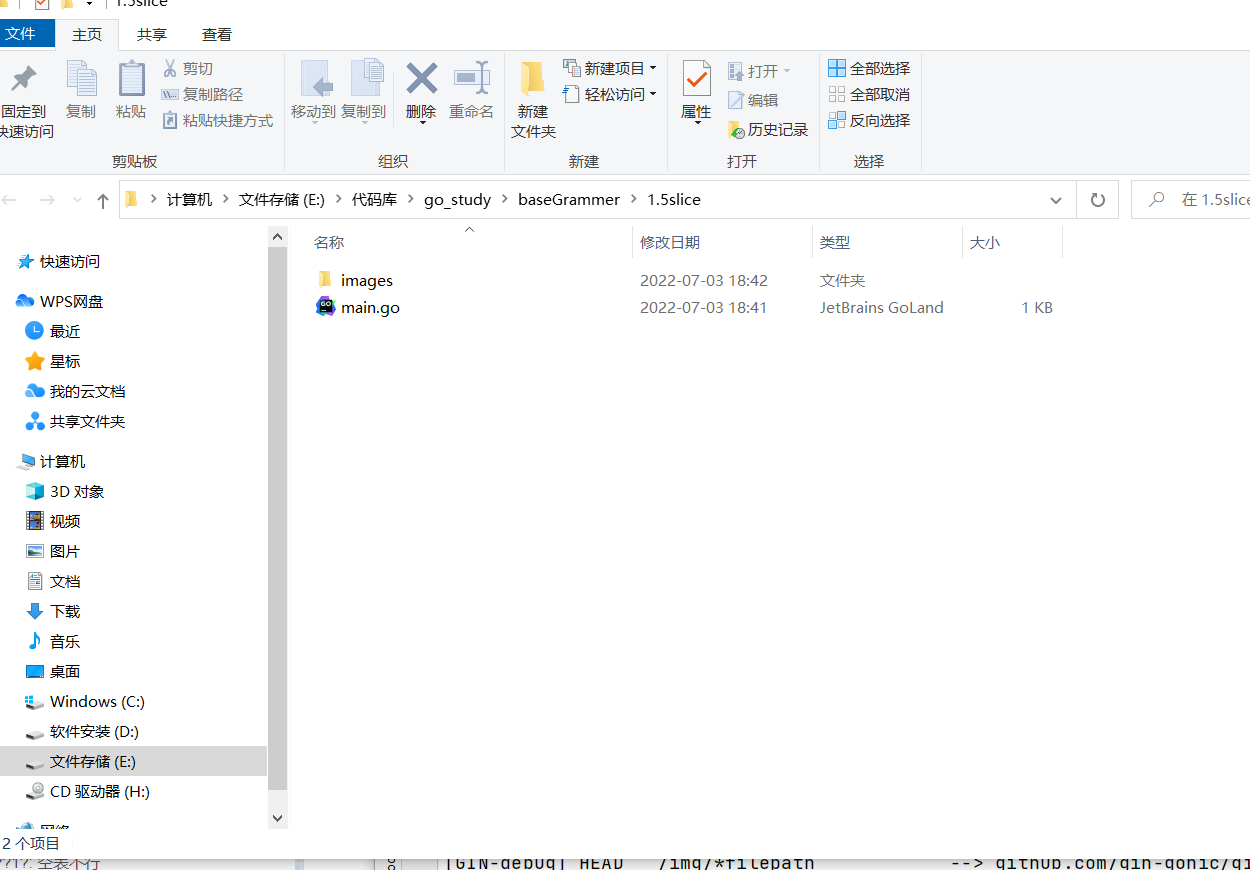 1.5slice
文件 主页 共享 查看
固定到 复制 粘贴 剪切 移动到 复制到 删除 重命名 新建 新建项目 属性 打开 全部选择
快速访问 复制路径 文件夹 轻松访问 编辑 全部取消
粘贴快捷方式 历史记录 反向选择
剪贴板 组织 新建 打开 选择
计算机 文件存储 (E:) 代码库 go_study baseGrammer 1.5slice 在 1.5slice
名称 修改日期 类型 大小
images 2022-07-03 18:42 文件夹
main.go 2022-07-03 18:41 JetBrains GoLand 1 KB
快速访问
WPS网盘
最近
星标
我的云文档
共享文件夹
计算机
3D 对象
视频
图片
文档
下载
音乐
桌面
Windows (C:)
软件安装 (D:)
文件存储 (E:)
CD 驱动器 (H:)
网络
2 个项目
[GIN-debug] HEAD /img/*filepath --> github.com/gin-gonic/gi